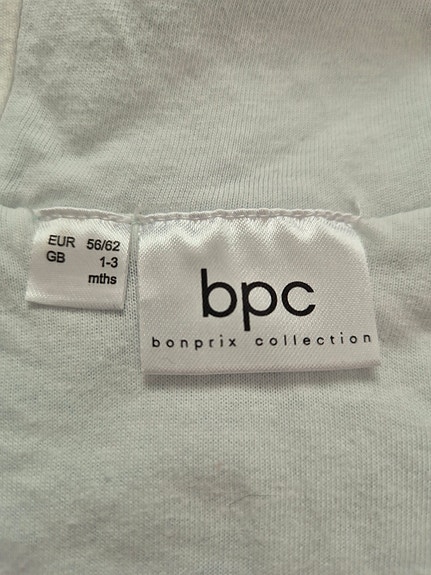 EUR 56/62
GB 1-3
mths
bpc
bonprix collection